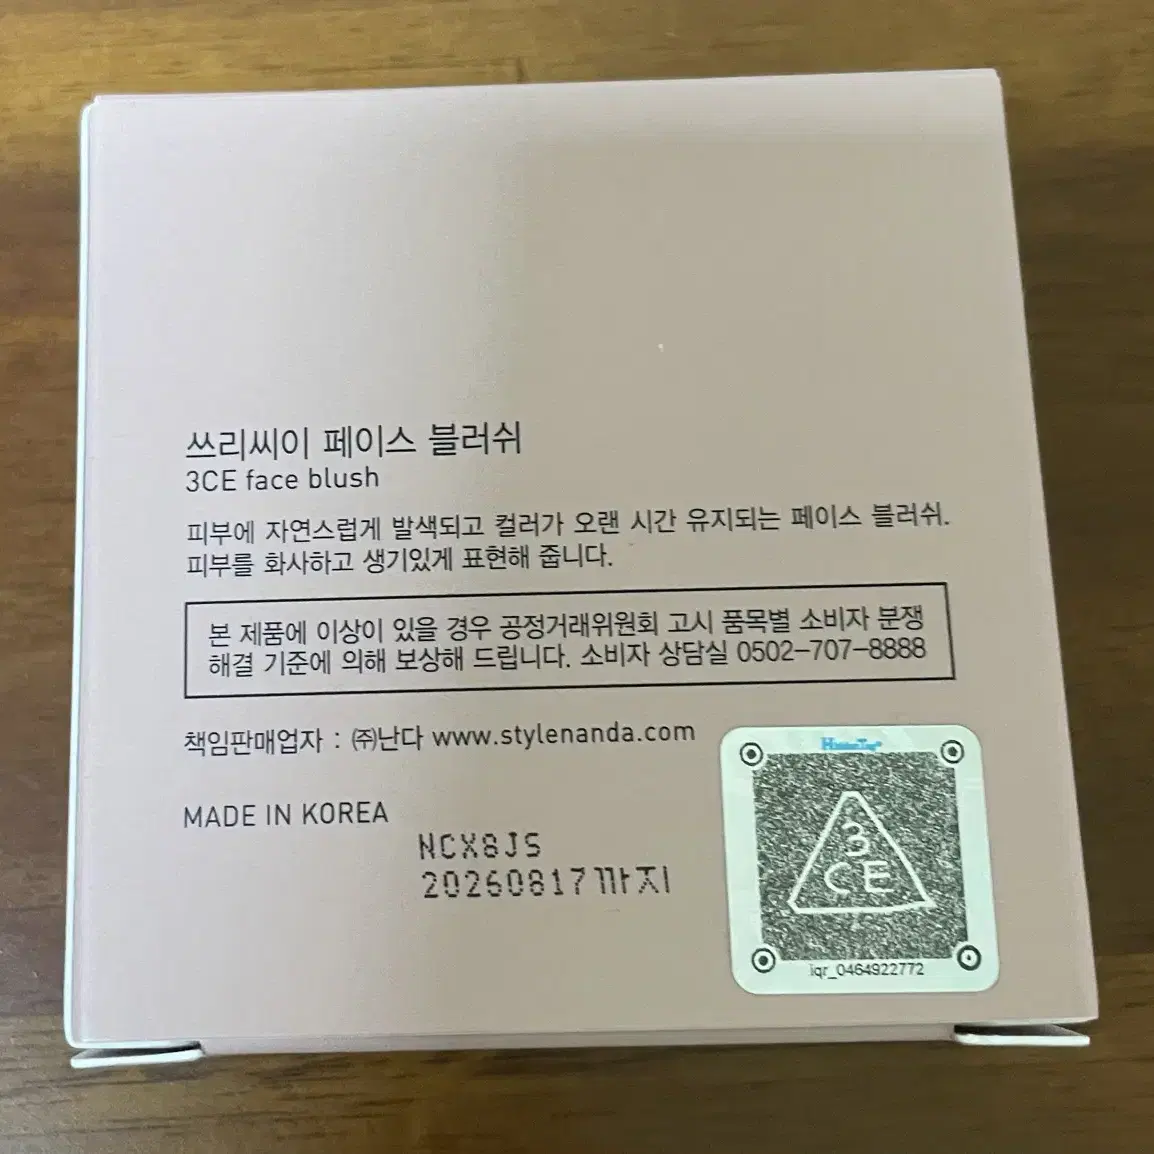 쓰리씨이 페이스 블러쉬
3CE face blush
피부에 자연스럽게 발색되고 컬러가 오랜 시간 유지되는 페이스 블러쉬.
피부를 화사하고 생기있게 표현해 줍니다.
본 제품에 이상이 있을 경우 공정거래위원회 고시 품목별 소비자 분쟁
해결 기준에 의해 보상해 드립니다. 소비자 상담실 0502-707-8888
책임판매업자 : ㈜난다 www.stylenanda.com
MADE IN KOREA
NCX8JS
20260817까지
3
CE
iqr_0464922772